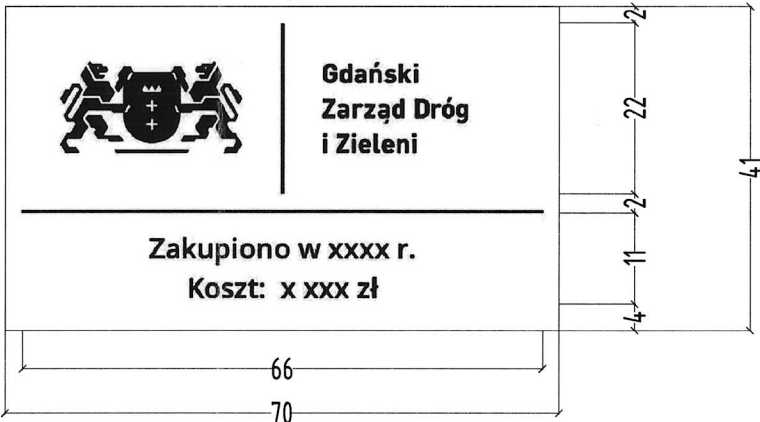 Gdański
Zarząd Dróg
i Zieleni
Zakupiono w xxxx r.
Koszt: x xxx zł
2
22
2
11
4
41
66
70